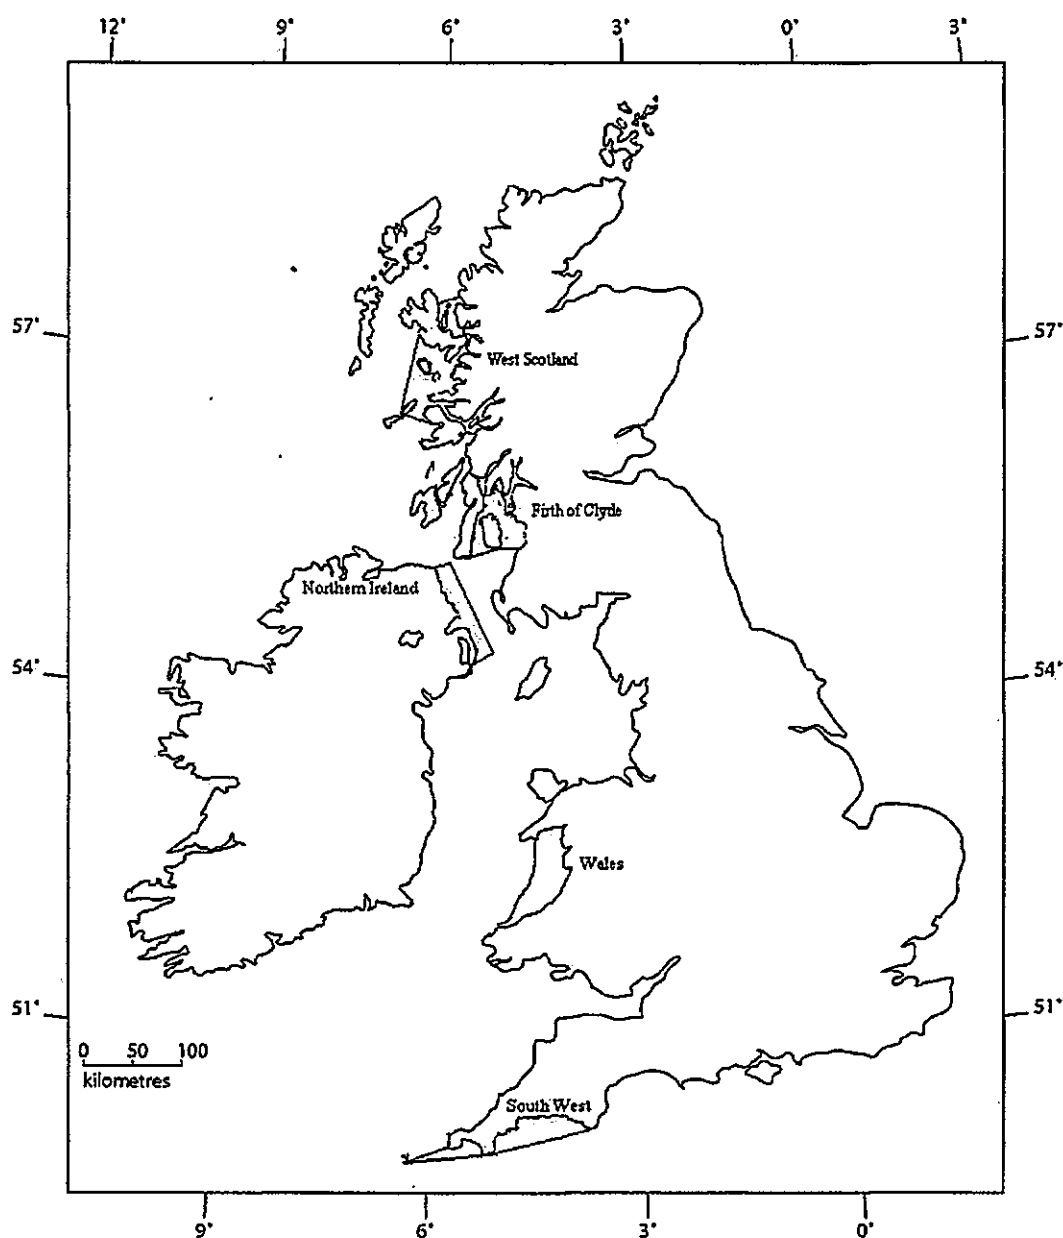 12° 9° 6° 3° 0° 3°
57° 57°
West Scotland
Firth of Clyde
Northern Ireland
54° 54°
Wales
51° 51°
0 50 100
kilometres
South West
9° 6° 3° 0°